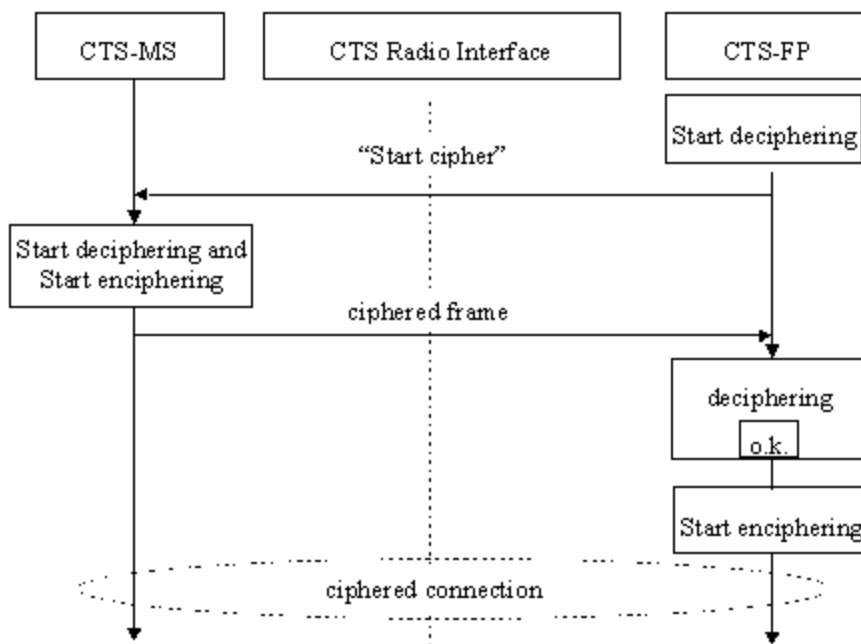 CTS-MS
CTS Radio Interface
CTS-FP
Start deciphering
“Start cipher”
Start deciphering and
Start enciphering
ciphered frame
deciphering
o.k.
Start enciphering
ciphered connection